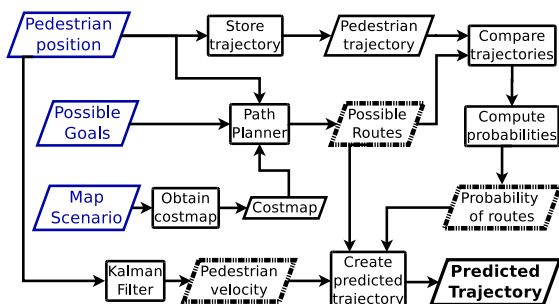 Pedestrian
position
Store
trajectory
Pedestrian
trajectory
Compare
trajectories
Possible
Goals
Path
Planner
Possible
Routes
Compute
probabilities
Map
Scenario
Obtain
costmap
Costmap
Probability
of routes
Kalman
Filter
Pedestrian
velocity
Create
predicted
trajectory
Predicted
Trajectory